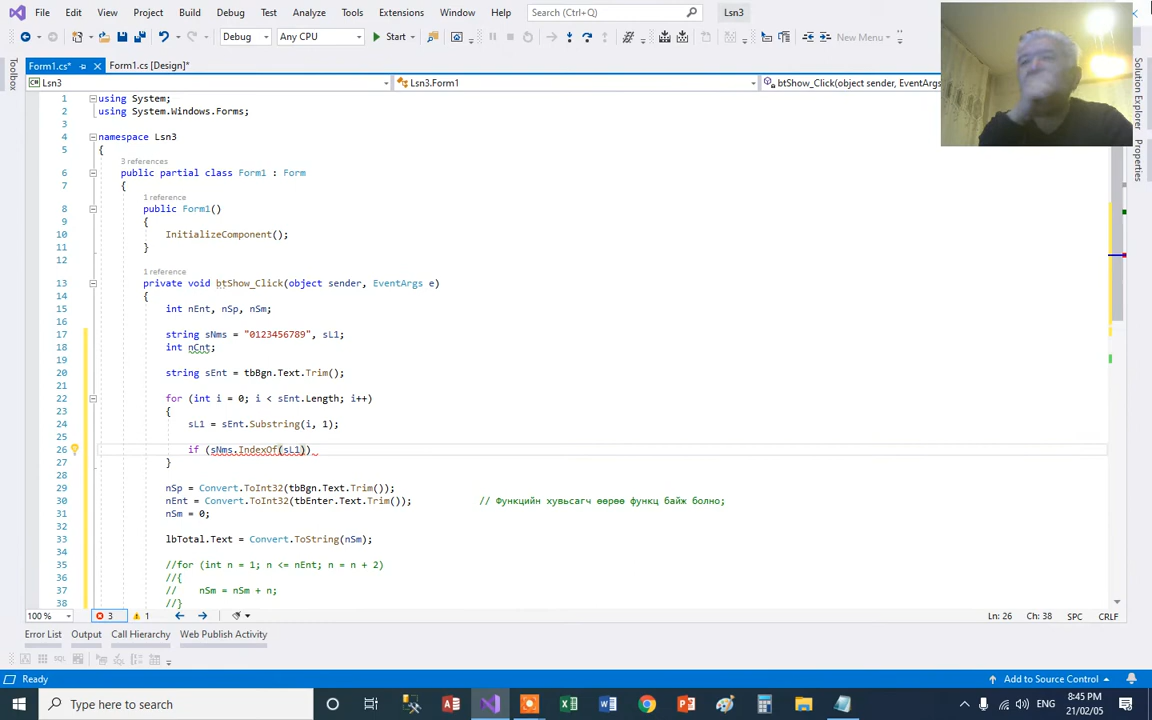 File Edit View Project Build Debug Test Analyze Tools Extensions Window Help Search (Ctrl+Q) Lsn3
Debug Any CPU Start New Menu
Form1.cs* Form1.cs [Design]*
Lsn3 Lsn3.Form1 btShow_Click(object sender, EventArgs
Toolbox
Solution Explorer
Properties
1 using System;
2 using System.Windows.Forms;
3
4 namespace Lsn3
5 {
3 references
6 public partial class Form1 : Form
7 {
1 reference
8 public Form1()
9 {
10 InitializeComponent();
11 }
12
1 reference
13 private void btShow_Click(object sender, EventArgs e)
14 {
15 int nEnt, nSp, nSm;
16
17 string sNms = "0123456789", sL1;
18 int nCnt;
19
20 string sEnt = tbBgn.Text.Trim();
21
22 for (int i = 0; i < sEnt.Length; i++)
23 {
24 sL1 = sEnt.Substring(i, 1);
25
26 if (sNms.IndexOf(sL1))
27 }
28
29 nSp = Convert.ToInt32(tbBgn.Text.Trim());
30 nEnt = Convert.ToInt32(tbEnter.Text.Trim()); // Функцийн хувьсагч өөрөө функц байж болно;
31 nSm = 0;
32
33 lbTotal.Text = Convert.ToString(nSm);
34
35 //for (int n = 1; n <= nEnt; n = n + 2)
36 //{
37 // nSm = nSm + n;
38 //}
100 % 3 1 Ln: 26 Ch: 38 SPC CRLF
Error List Output Call Hierarchy Web Publish Activity
Ready Add to Source Control
Type here to search ENG 8:45 PM
21/02/05